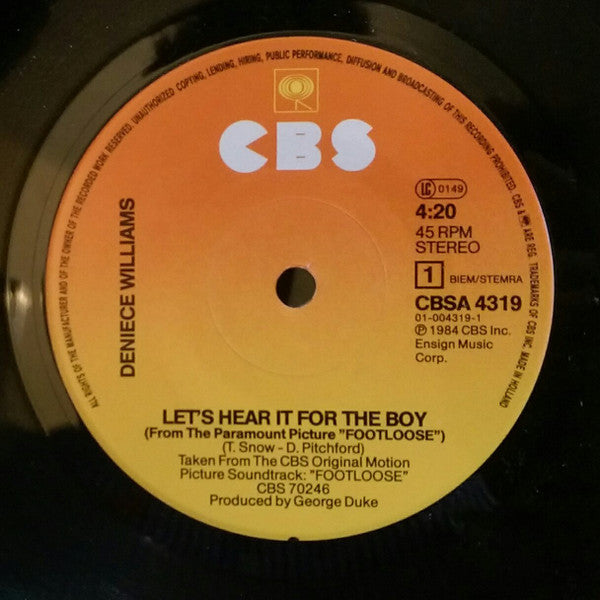 ALL RIGHTS OF THE MANUFACTURER AND OF THE OWNER OF THE RECORDED WORK RESERVED. UNAUTHORIZED COPYING, LENDING, HIRING, PUBLIC PERFORMANCE, DIFFUSION AND BROADCASTING OF THIS RECORDING PROHIBITED. CBS & ARE REG. TRADEMARKS OF CBS INC. MADE IN HOLLAND
CBS
DENIECE WILLIAMS
LC 0149
4:20
45 RPM
STEREO
1 BIEM/STEMRA
CBSA 4319
01-004319-1
℗ 1984 CBS Inc.
Ensign Music
Corp.
LET'S HEAR IT FOR THE BOY
(From The Paramount Picture "FOOTLOOSE")
(T. Snow - D. Pitchford)
Taken From The CBS Original Motion
Picture Soundtrack: "FOOTLOOSE"
CBS 70246
Produced by George Duke